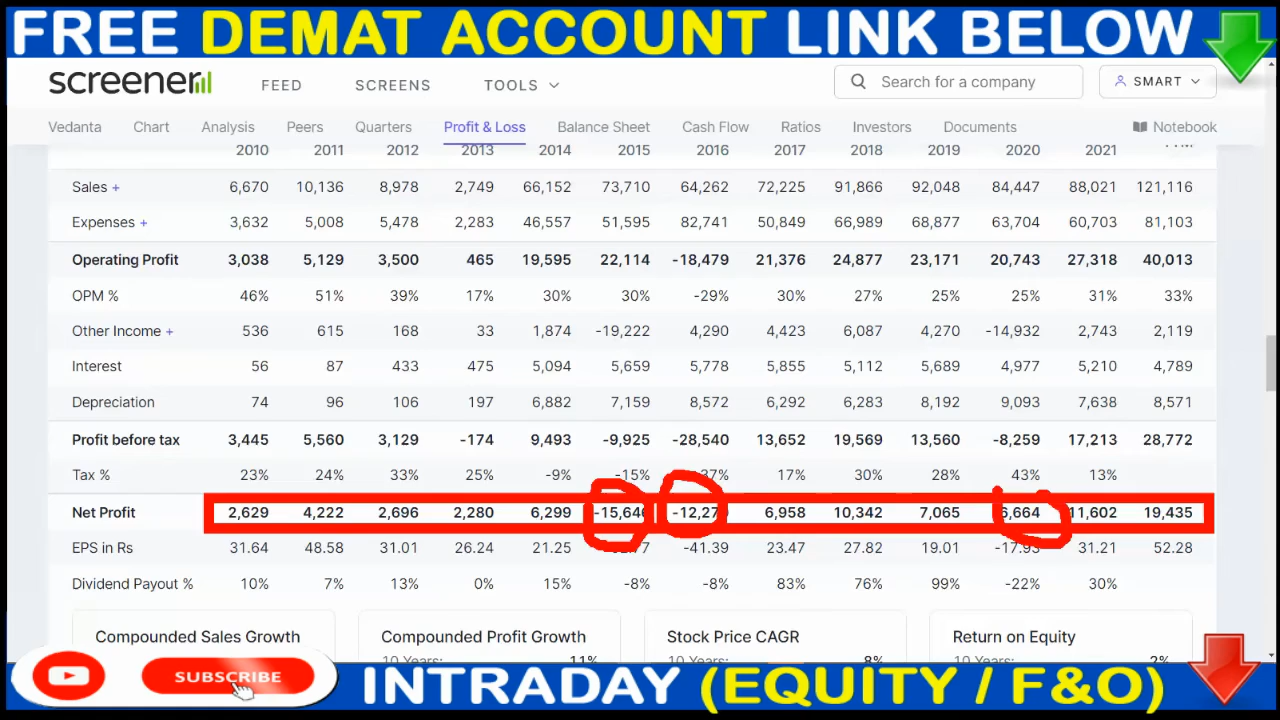 FREE DEMAT ACCOUNT LINK BELOW
screener FEED SCREENS TOOLS Search for a company SMART
Vedanta Chart Analysis Peers Quarters Profit & Loss Balance Sheet Cash Flow Ratios Investors Documents Notebook
2010 2011 2012 2013 2014 2015 2016 2017 2018 2019 2020 2021
Sales + 6,670 10,136 8,978 2,749 66,152 73,710 64,262 72,225 91,866 92,048 84,447 88,021 121,116
Expenses + 3,632 5,008 5,478 2,283 46,557 51,595 82,741 50,849 66,989 68,877 63,704 60,703 81,103
Operating Profit 3,038 5,129 3,500 465 19,595 22,114 -18,479 21,376 24,877 23,171 20,743 27,318 40,013
OPM % 46% 51% 39% 17% 30% 30% -29% 30% 27% 25% 25% 31% 33%
Other Income + 536 615 168 33 1,874 -19,222 4,290 4,423 6,087 4,270 -14,932 2,743 2,119
Interest 56 87 433 475 5,094 5,659 5,778 5,855 5,112 5,689 4,977 5,210 4,789
Depreciation 74 96 106 197 6,882 7,159 8,572 6,292 6,283 8,192 9,093 7,638 8,571
Profit before tax 3,445 5,560 3,129 -174 9,493 -9,925 -28,540 13,652 19,569 13,560 -8,259 17,213 28,772
Tax % 23% 24% 33% 25% -9% -15% 17% 30% 28% 43% 13%
Net Profit 2,629 4,222 2,696 2,280 6,299 6,958 10,342 7,065 11,602 19,435
EPS in Rs 31.64 48.58 31.01 26.24 21.25 -41.39 23.47 27.82 19.01 -17.93 31.21 52.28
Dividend Payout % 10% 7% 13% 0% 15% -8% -8% 83% 76% 99% -22% 30%
Compounded Sales Growth Compounded Profit Growth Stock Price CAGR Return on Equity
10 Years: 11% 8% 2%
SUBSCRIBE
INTRADAY (EQUITY / F&O)